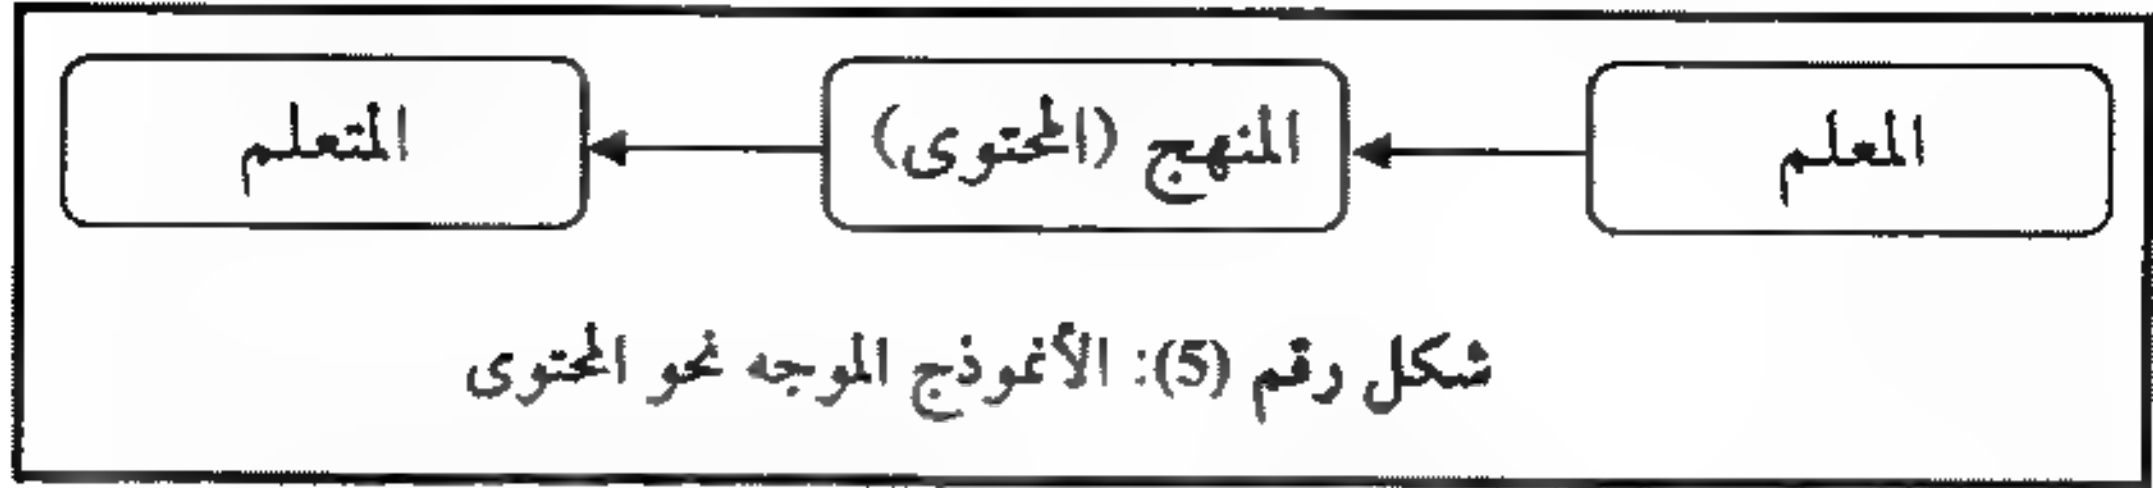 المعلم
المنهج (المحتوى)
المتعلم
شكل رقم (5): الأنموذج الموجه نحو المحتوى